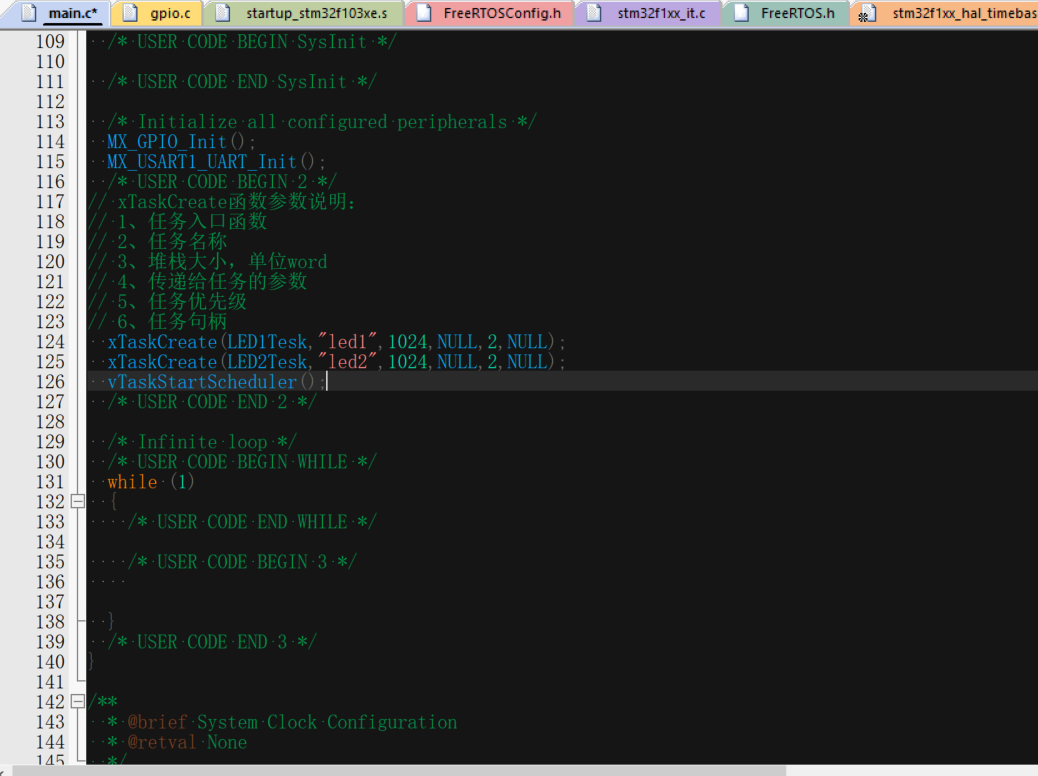 main.c* gpio.c startup_stm32f103xe.s FreeRTOSConfig.h stm32f1xx_it.c FreeRTOS.h stm32f1xx_hal_timebas
109 /* USER CODE BEGIN SysInit */
110
111 /* USER CODE END SysInit */
112
113 /* Initialize all configured peripherals */
114 MX_GPIO_Init();
115 MX_USART1_UART_Init();
116 /* USER CODE BEGIN 2 */
117 // xTaskCreate函数参数说明:
118 // 1、任务入口函数
119 // 2、任务名称
120 // 3、堆栈大小，单位word
121 // 4、传递给任务的参数
122 // 5、任务优先级
123 // 6、任务句柄
124 xTaskCreate(LED1Tesk,"led1",1024,NULL,2,NULL);
125 xTaskCreate(LED2Tesk,"led2",1024,NULL,2,NULL);
126 vTaskStartScheduler();
127 /* USER CODE END 2 */
128
129 /* Infinite loop */
130 /* USER CODE BEGIN WHILE */
131 while (1)
132 {
133 /* USER CODE END WHILE */
134
135 /* USER CODE BEGIN 3 */
136
137
138 }
139 /* USER CODE END 3 */
140 }
141
142 /**
143 * @brief System Clock Configuration
144 * @retval None
145 */